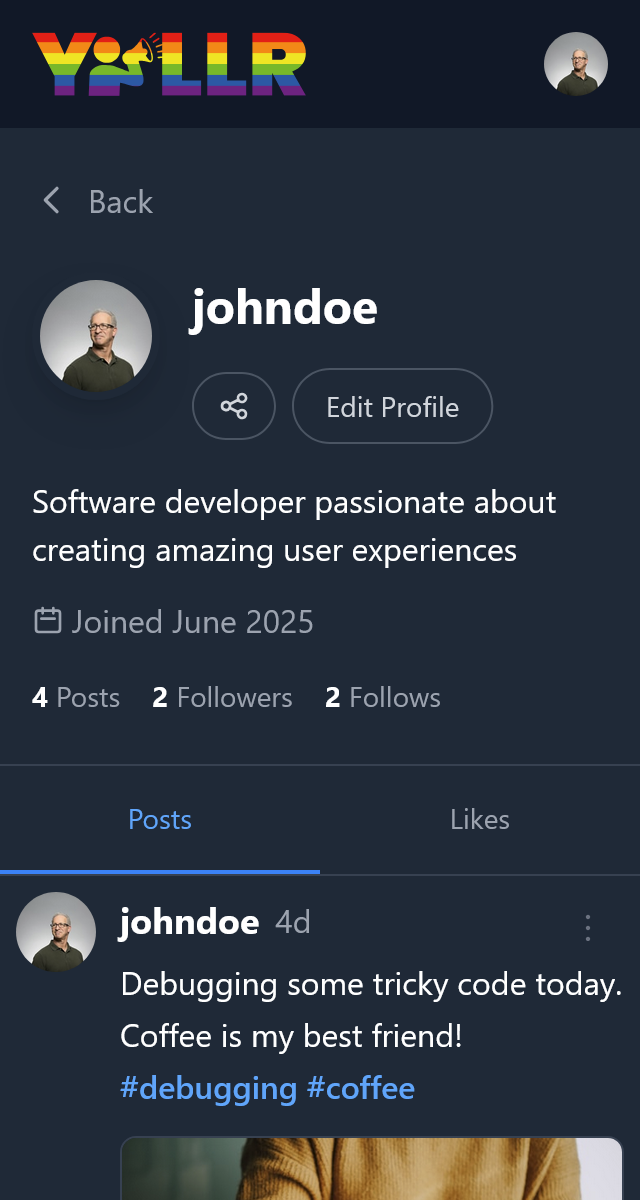 YOLLR
Back
johndoe
Edit Profile
Software developer passionate about
creating amazing user experiences
Joined June 2025
4 Posts 2 Followers 2 Follows
Posts Likes
johndoe 4d
Debugging some tricky code today.
Coffee is my best friend!
#debugging #coffee